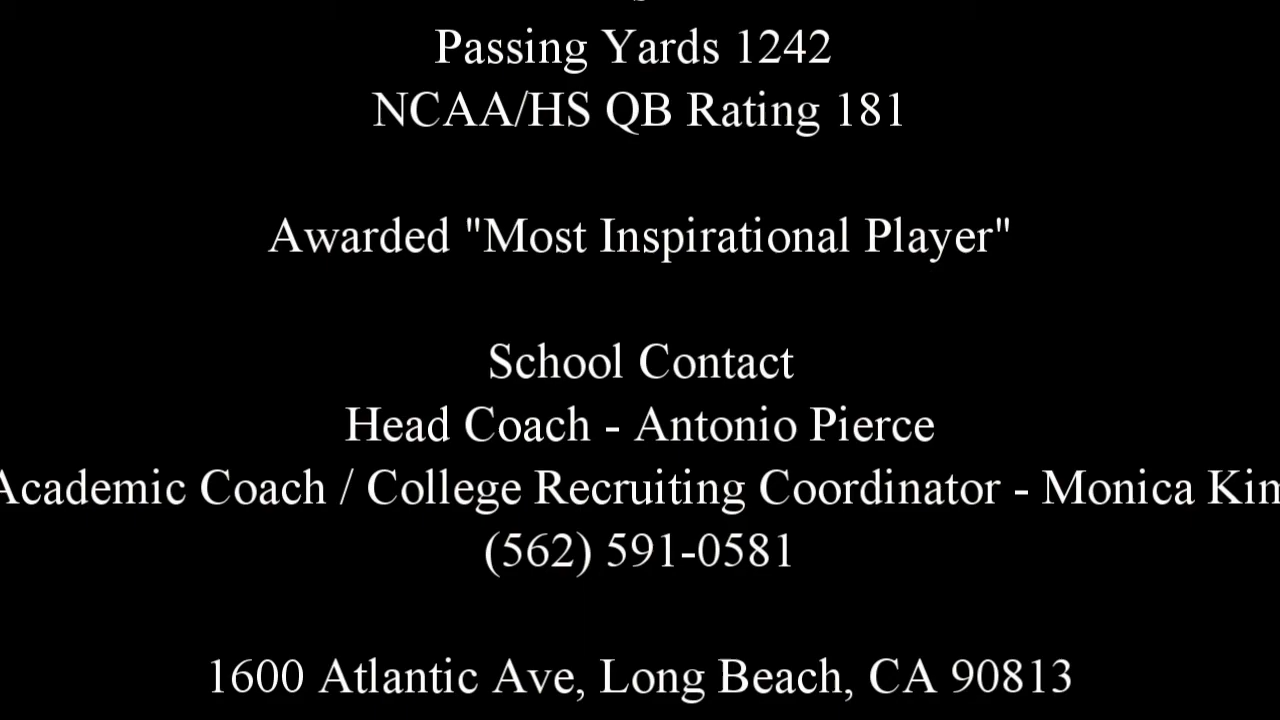 Passing Yards 1242
NCAA/HS QB Rating 181
Awarded "Most Inspirational Player"
School Contact
Head Coach - Antonio Pierce
Academic Coach / College Recruiting Coordinator - Monica Kim
(562) 591-0581
1600 Atlantic Ave, Long Beach, CA 90813